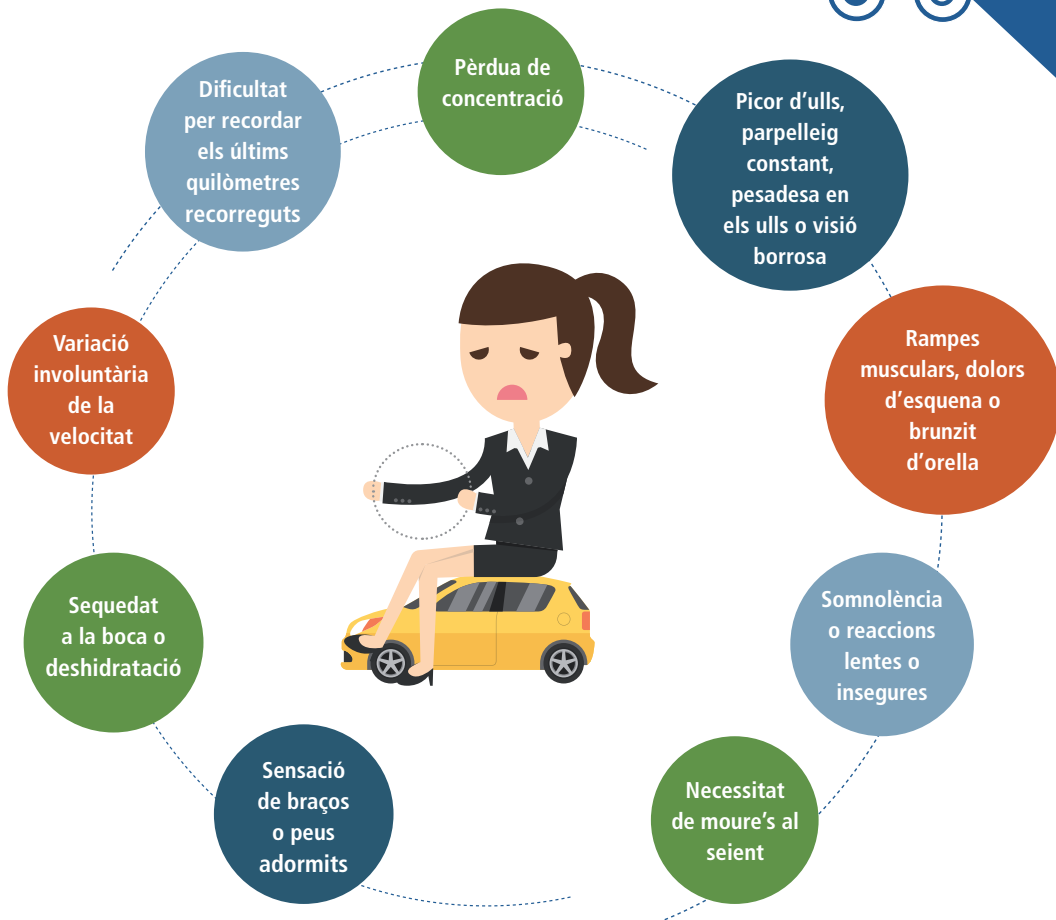 Pèrdua de
concentració
Picor d'ulls,
parpelleig
constant,
pesadesa en
els ulls o visió
borrosa
Rampes
musculars, dolors
d'esquena o
brunzit
d'orella
Somnolència
o reaccions
lentes o
insegures
Necessitat
de moure's al
seient
Sensació
de braços
o peus
adormits
Sequedat
a la boca o
deshidratació
Variació
involuntària
de la
velocitat
Dificultat
per recordar
els últims
quilòmetres
recorreguts